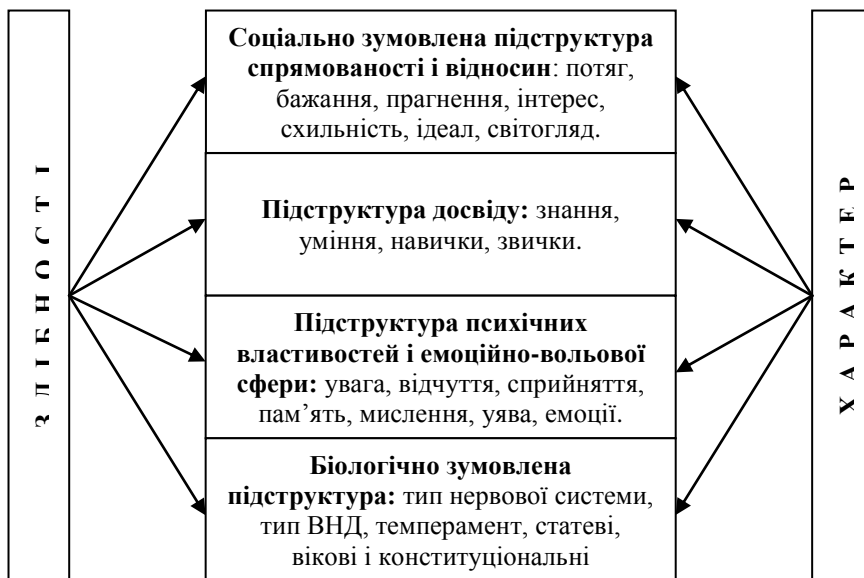 ЗДІБНОСТІ
Соціально зумовлена підструктура
спрямованості і відносин: потяг,
бажання, прагнення, інтерес,
схильність, ідеал, світогляд.
Підструктура досвіду: знання,
уміння, навички, звички.
Підструктура психічних
властивостей і емоційно-вольової
сфери: увага, відчуття, сприйняття,
пам’ять, мислення, уява, емоції.
Біологічно зумовлена
підструктура: тип нервової системи,
тип ВНД, темперамент, статеві,
вікові і конституціональні
ХАРАКТЕР